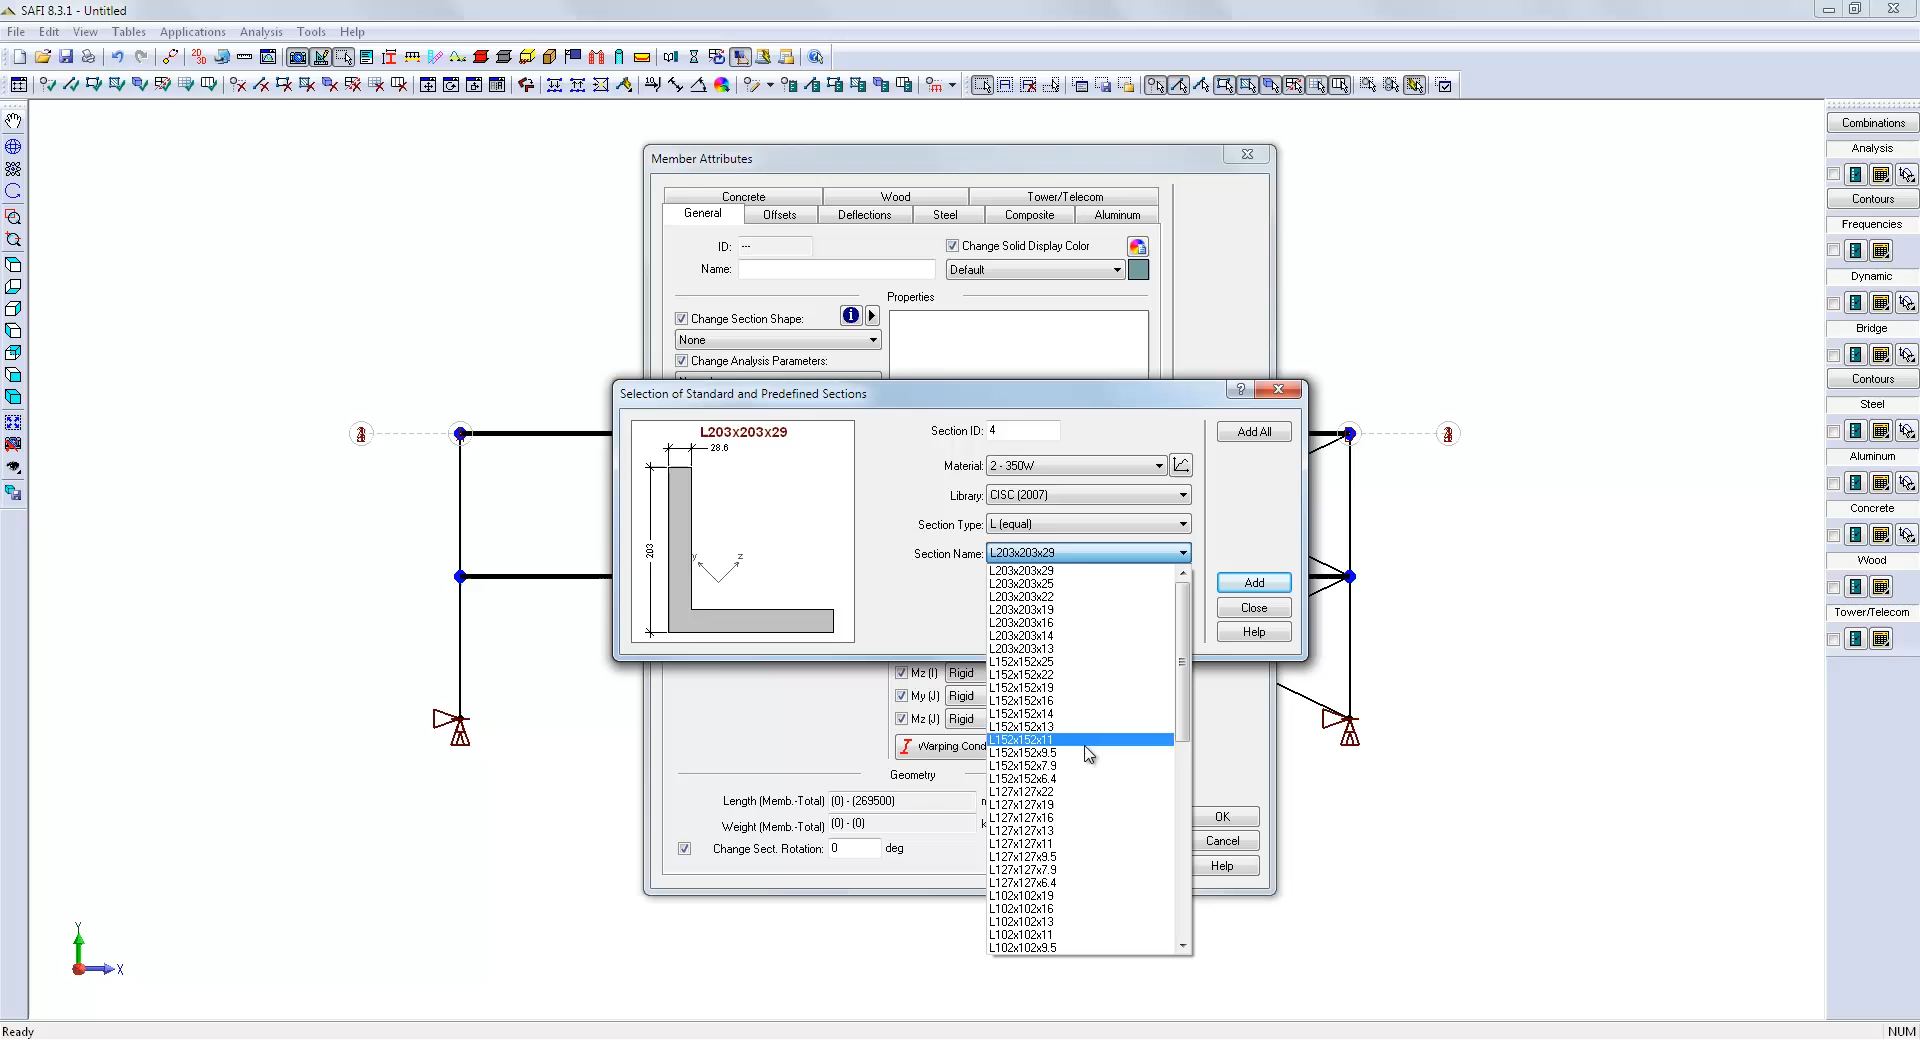 SAFI 8.3.1 - Untitled
File Edit View Tables Applications Analysis Tools Help
Member Attributes
Concrete Wood Tower/Telecom
General Offsets Deflections Steel Composite Aluminum
ID: ---
Change Solid Display Color
Name:
Default
Properties
Change Section Shape:
None
Change Analysis Parameters:
Selection of Standard and Predefined Sections
L203x203x29
28.6
203
y
z
Section ID: 4
Material: 2 - 350W
Library: CISC (2007)
Section Type: L (equal)
Section Name: L203x203x29
L203x203x29
L203x203x25
L203x203x22
L203x203x19
L203x203x16
L203x203x14
L203x203x13
L152x152x25
L152x152x22
L152x152x19
L152x152x16
L152x152x14
L152x152x13
L152x152x11
L152x152x9.5
L152x152x7.9
L152x152x6.4
L127x127x22
L127x127x19
L127x127x16
L127x127x13
L127x127x11
L127x127x9.5
L127x127x7.9
L127x127x6.4
L102x102x19
L102x102x16
L102x102x13
L102x102x11
L102x102x9.5
Add All
Add
Close
Help
Mz (I) Rigid
My (J) Rigid
Mz (J) Rigid
Warping Cond
Geometry
Length (Memb.-Total) (0) - (269500)
Weight (Memb.-Total) (0) - (0)
Change Sect. Rotation: 0 deg
OK
Cancel
Help
Combinations
Analysis
Contours
Frequencies
Dynamic
Bridge
Contours
Steel
Aluminum
Concrete
Wood
Tower/Telecom
Y
X
Ready
NUM